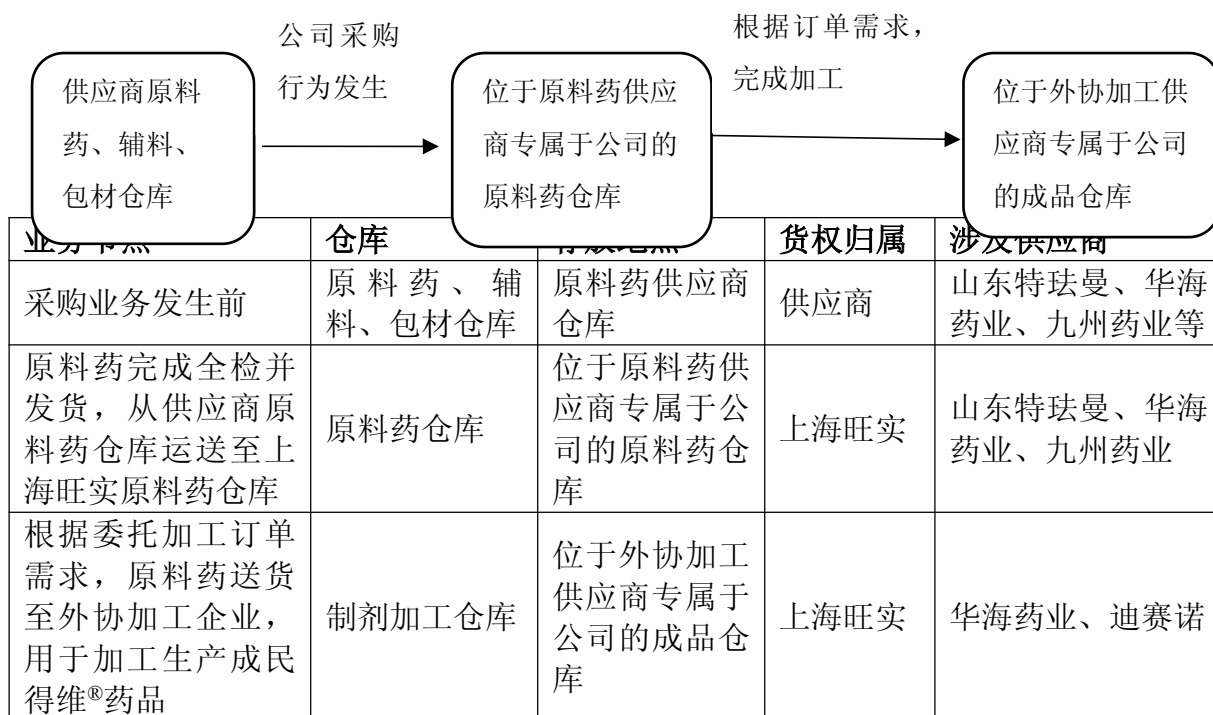 公司采购
行为发生
根据订单需求，
完成加工
供应商原料
药、辅料、
包材仓库
位于原料药供应
商专属于公司的
原料药仓库
位于外协加工供
应商专属于公司
的成品仓库
仓库
货权归属
涉及供应商
采购业务发生前
原料药、辅
料、包材仓库
原料药供应商
仓库
供应商
山东特珐曼、华海
药业、九州药业等
原料药完成全检并
发货，从供应商原
料药仓库运送至上
海旺实原料药仓库
原料药仓库
位于原料药供
应商专属于公
司的原料药仓
库
上海旺实
山东特珐曼、华海
药业、九州药业
根据委托加工订单
需求，原料药送货
至外协加工企业，
用于加工生产成民
得维®药品
制剂加工仓库
位于外协加工
供应商专属于
公司的成品仓
库
上海旺实
华海药业、迪赛诺